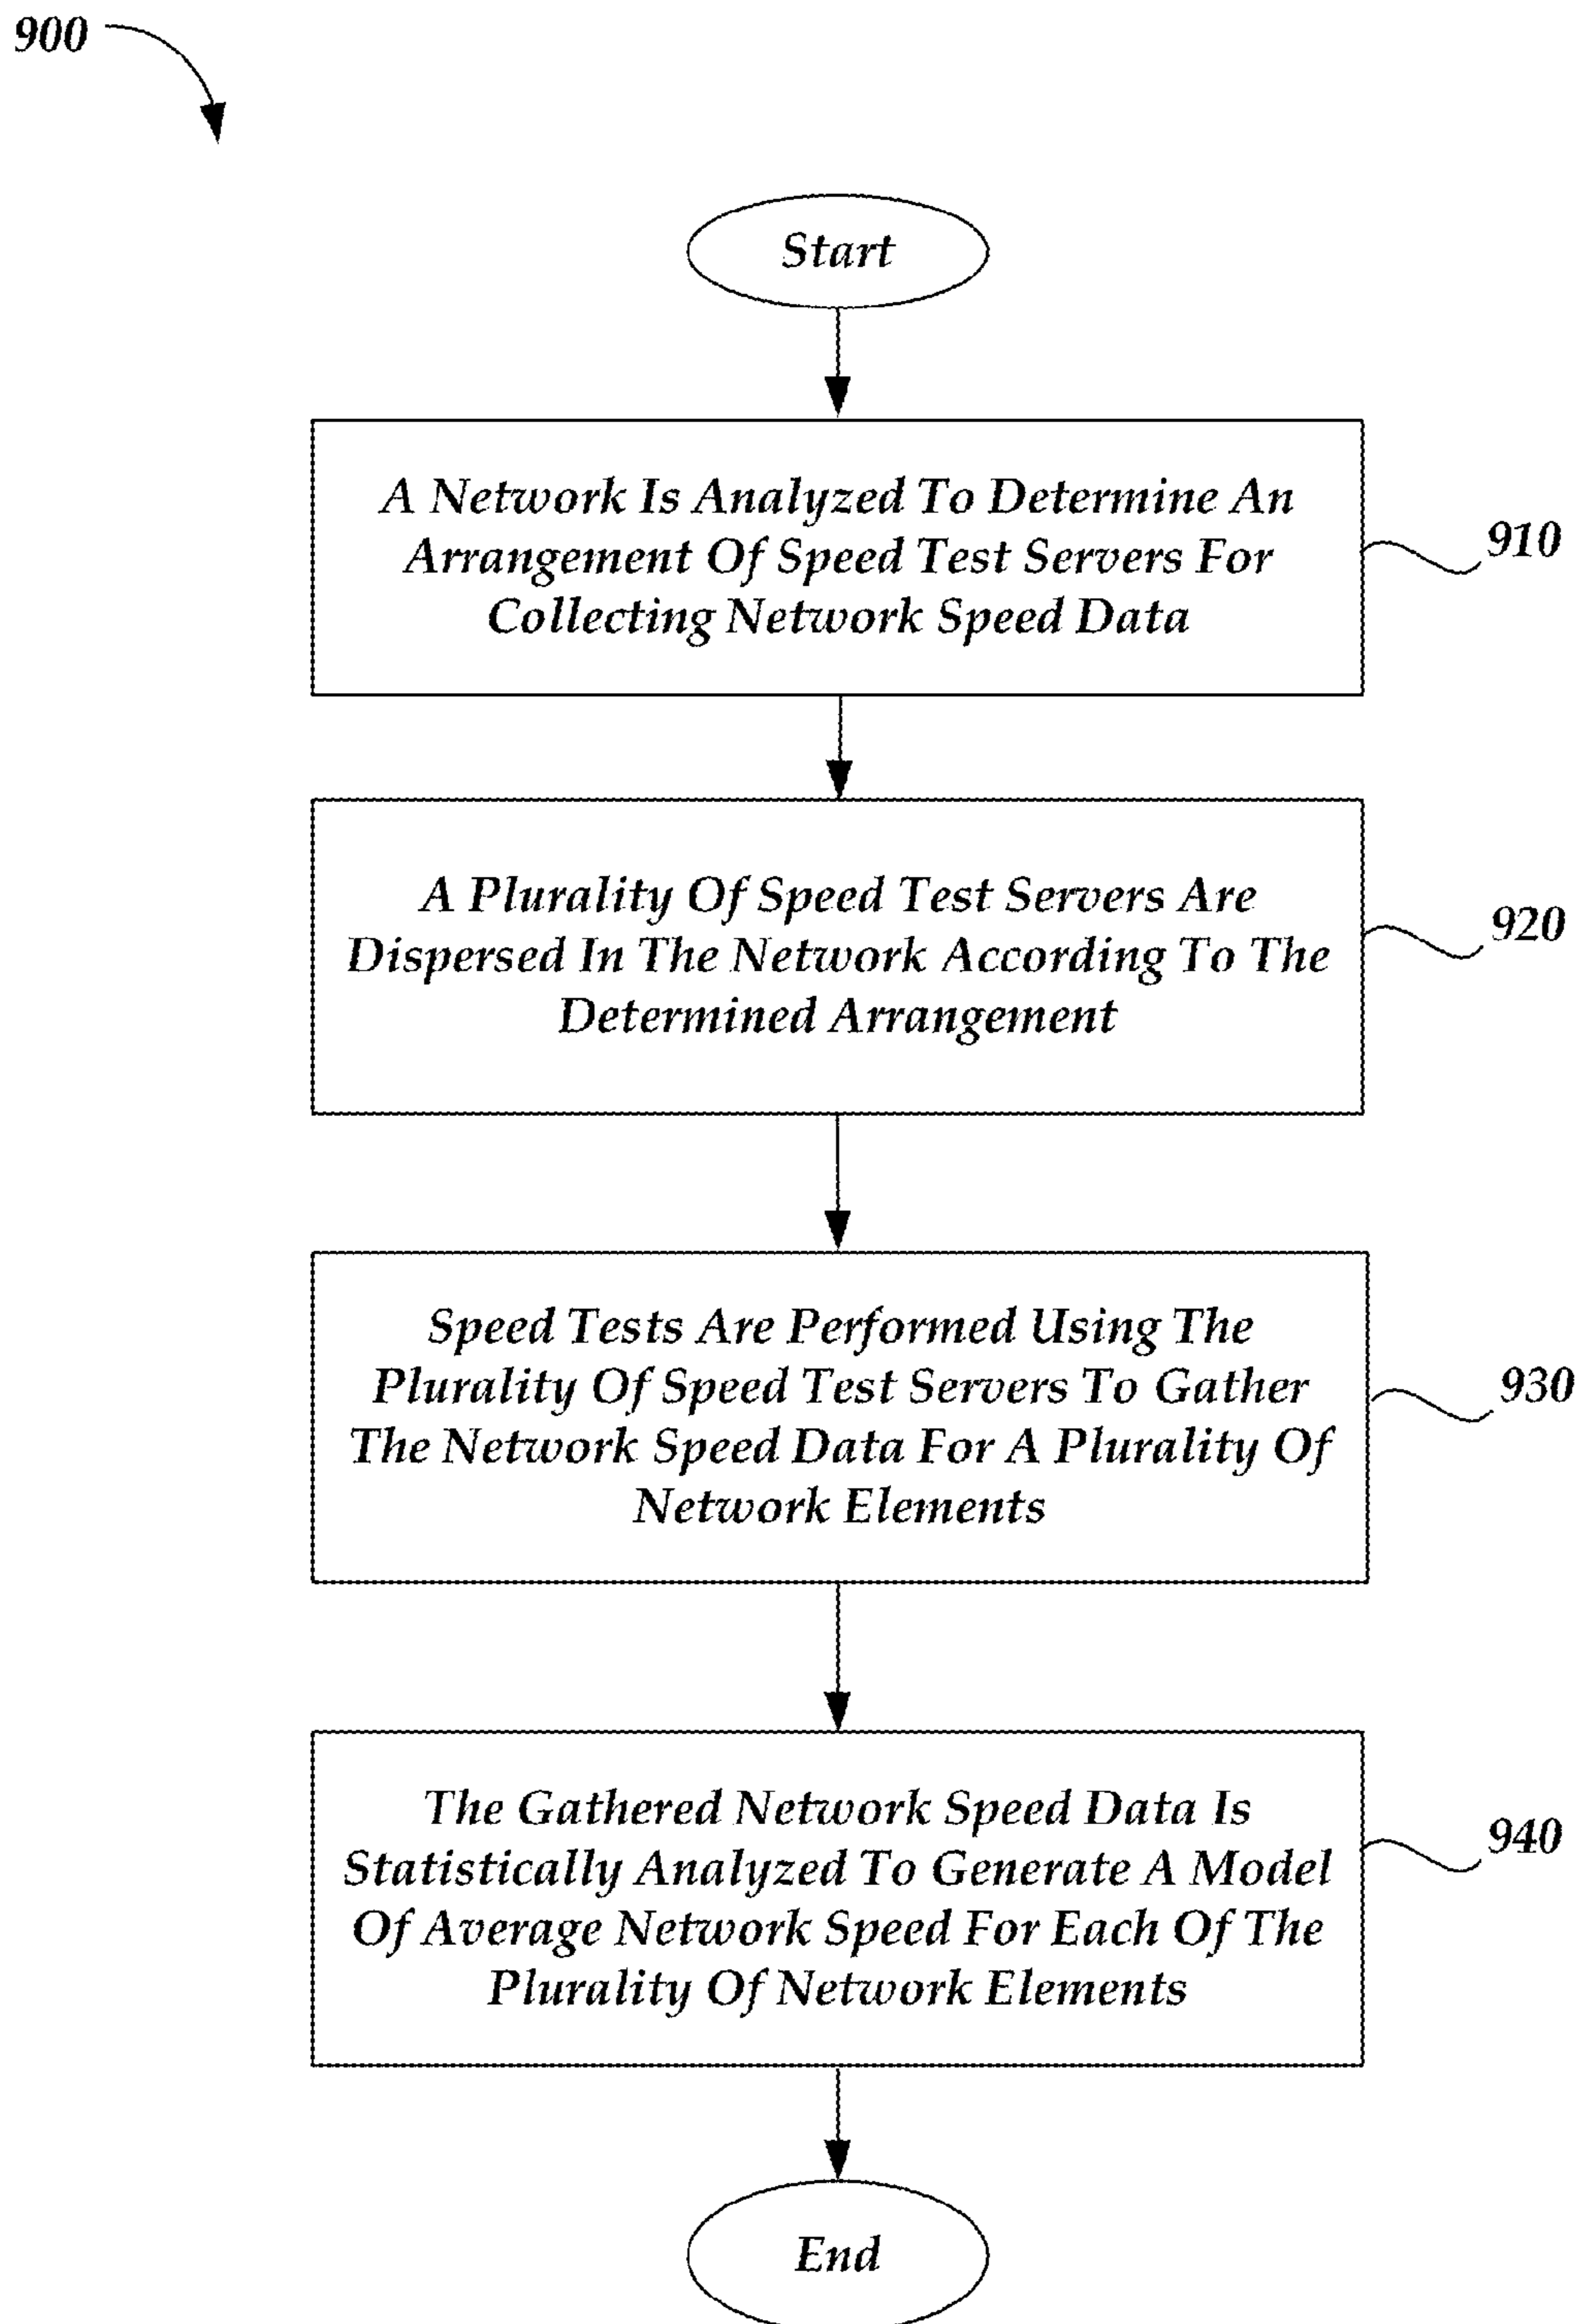 900
Start
A Network Is Analyzed To Determine An
Arrangement Of Speed Test Servers For
Collecting Network Speed Data
910
A Plurality Of Speed Test Servers Are
Dispersed In The Network According To The
Determined Arrangement
920
Speed Tests Are Performed Using The
Plurality Of Speed Test Servers To Gather
The Network Speed Data For A Plurality Of
Network Elements
930
The Gathered Network Speed Data Is
Statistically Analyzed To Generate A Model
Of Average Network Speed For Each Of The
Plurality Of Network Elements
940
End